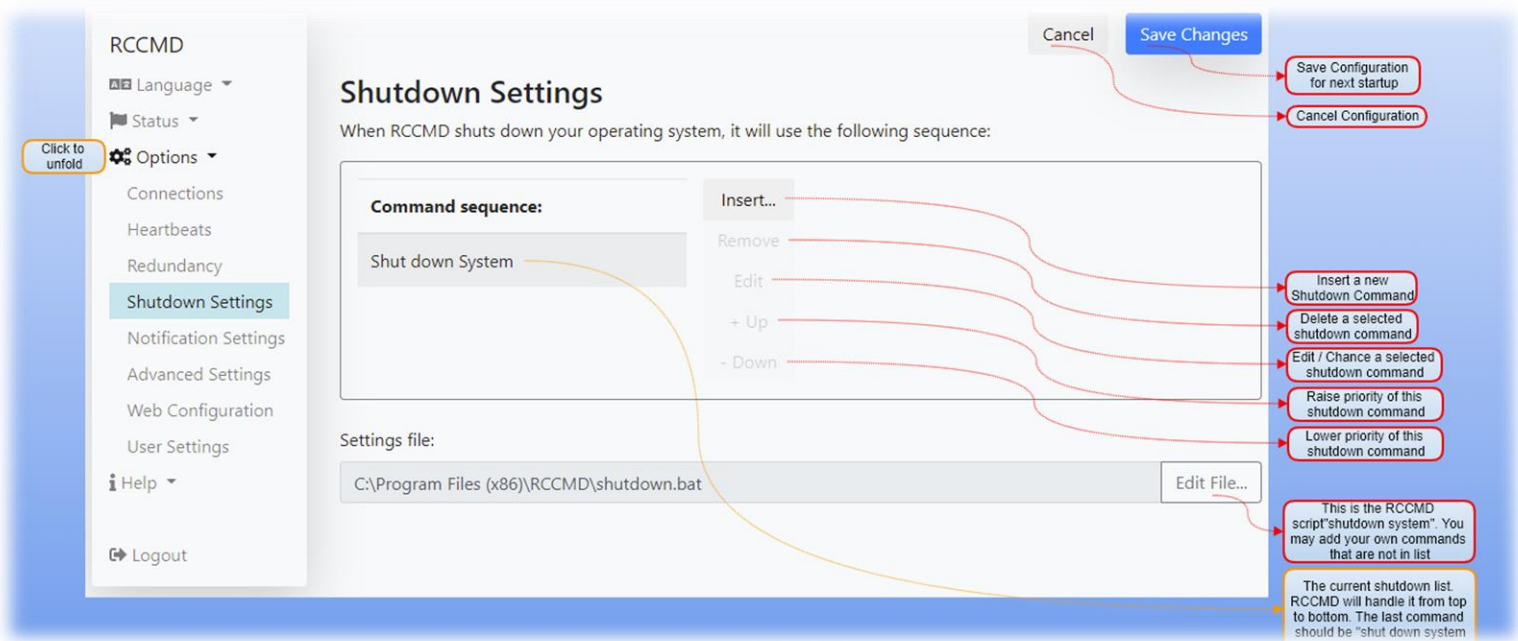 RCCMD
Language
Status
Click to
unfold
Options
Connections
Heartbeats
Redundancy
Shutdown Settings
Notification Settings
Advanced Settings
Web Configuration
User Settings
Help
Logout
Cancel
Save Changes
Shutdown Settings
When RCCMD shuts down your operating system, it will use the following sequence:
Command sequence:
Shut down System
Insert...
Remove
Edit
+ Up
- Down
Settings file:
C:\Program Files (x86)\RCCMD\shutdown.bat
Edit File...
Save Configuration
for next startup
Cancel Configuration
Insert a new
Shutdown Command
Delete a selected
shutdown command
Edit / Chance a selected
shutdown command
Raise priority of this
shutdown command
Lower priority of this
shutdown command
This is the RCCMD
script"shutdown system". You
may add your own commands
that are not in list
The current shutdown list.
RCCMD will handle it from top
to bottom. The last command
should be "shut down system